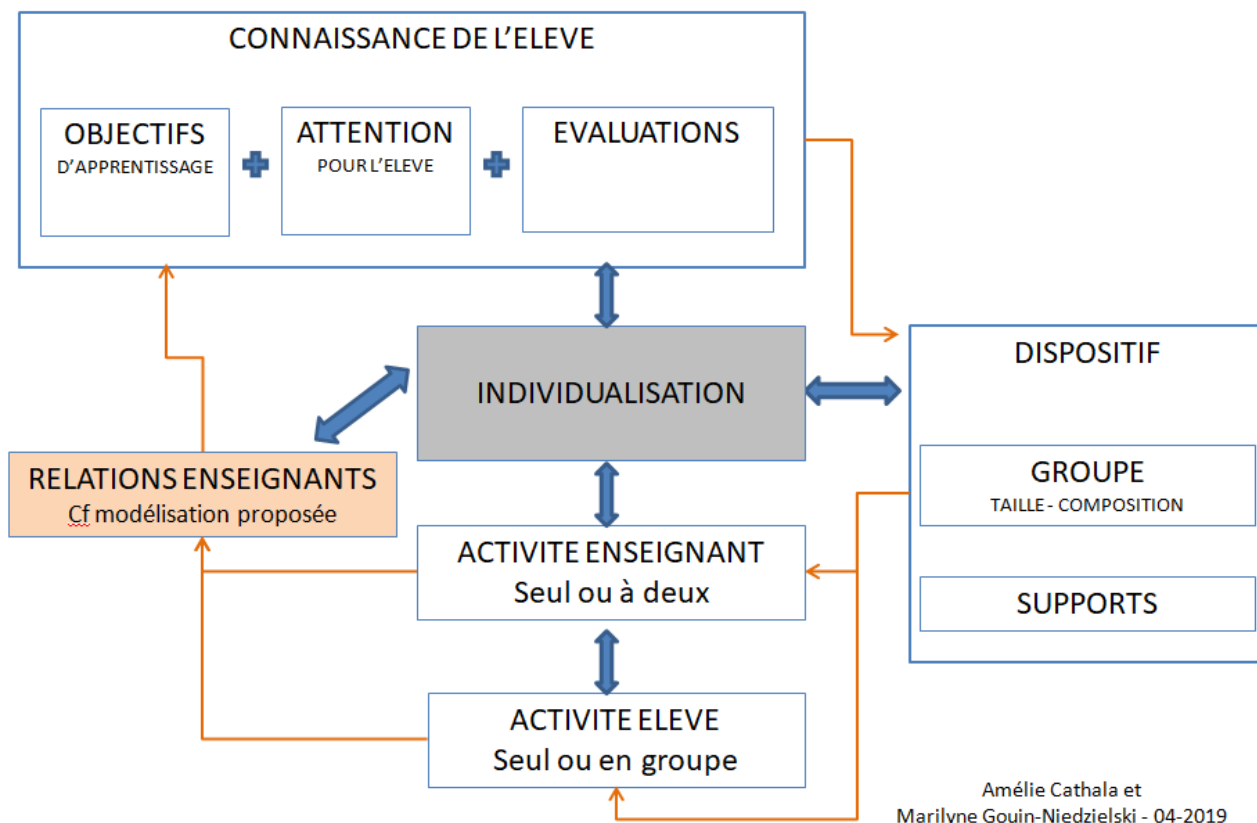 CONNAISSANCE DE L'ELEVE
OBJECTIFS
D'APPRENTISSAGE
ATTENTION
POUR L'ELEVE
EVALUATIONS
INDIVIDUALISATION
DISPOSITIF
GROUPE
TAILLE - COMPOSITION
SUPPORTS
RELATIONS ENSEIGNANTS
Cf modélisation proposée
ACTIVITE ENSEIGNANT
Seul ou à deux
ACTIVITE ELEVE
Seul ou en groupe
Amélie Cathala et
Marilyne Gouin-Niedzielski - 04-2019